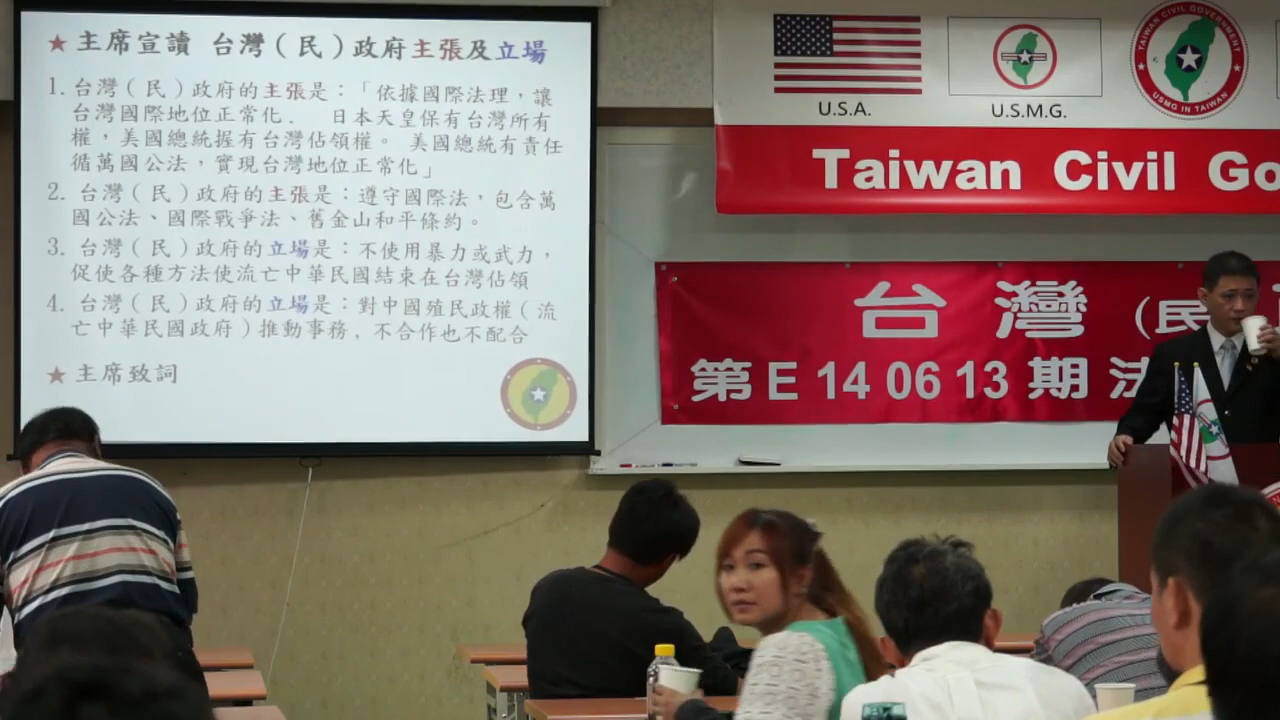 ★ 主席宣讀 台灣（民）政府主張及立場
1. 台灣（民）政府的主張是：「依據國際法理，讓
台灣國際地位正常化． 日本天皇保有台灣所有
權，美國總統握有台灣佔領權。 美國總統有責任
循萬國公法，實現台灣地位正常化」
2. 台灣（民）政府的主張是：遵守國際法，包含萬
國公法、國際戰爭法、舊金山和平條約。
3. 台灣（民）政府的立場是：不使用暴力或武力，
促使各種方法使流亡中華民國結束在台灣佔領
4. 台灣（民）政府的立場是：對中國殖民政權（流
亡中華民國政府）推動事務，不合作也不配合
★ 主席致詞
U.S.A.
U.S.M.G.
TAIWAN CIVIL GOVERNMENT
USMG IN TAIWAN
Taiwan Civil Go
台灣（民
第E 14 06 13 期法